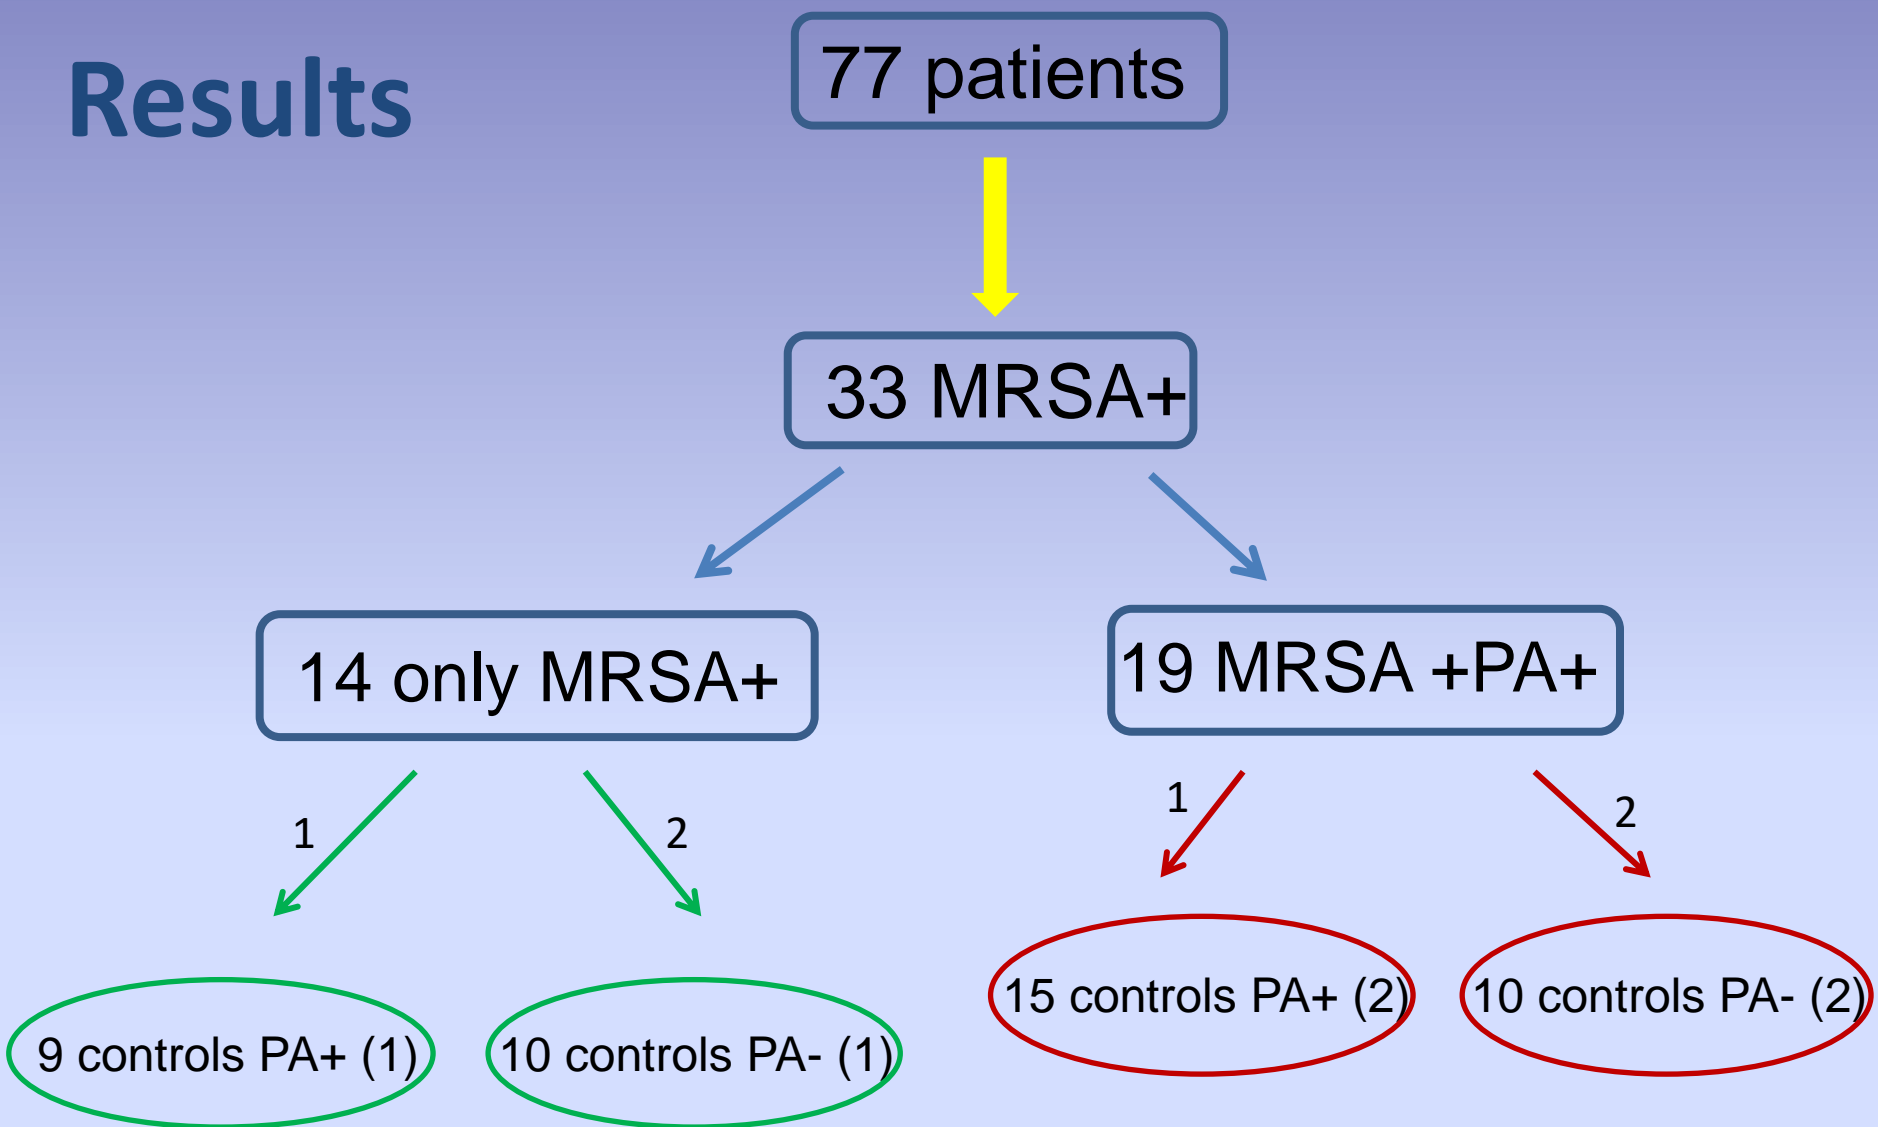 Results
77 patients
33 MRSA+
14 only MRSA+
19 MRSA +PA+
1
2
1
2
9 controls PA+ (1)
10 controls PA- (1)
15 controls PA+ (2)
10 controls PA- (2)